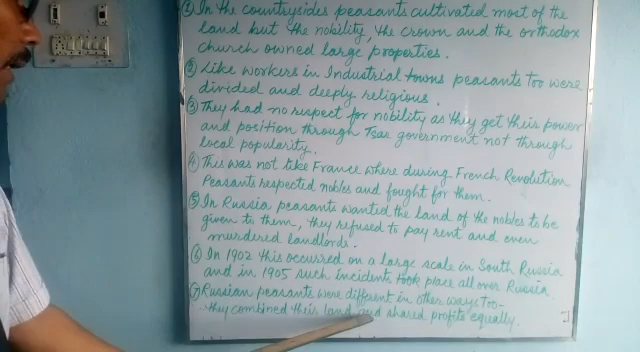 ① In the countrysides peasants cultivated most of the
land but the nobility, the crown and the orthodox
church owned large properties.
② Like workers in Industrial towns peasants too were
divided and deeply religious.
③ They had no respect for nobility as they get their power
and position through Tsar government not through
local popularity.
④ This was not like France where during French Revolution
Peasants respected nobles and fought for them.
⑤ In Russia peasants wanted the land of the nobles to be
given to them, they refused to pay rent and even
murdered landlords.
⑥ In 1902 this occurred on a large scale in South Russia
and in 1905 such incidents took place all over Russia.
⑦ Russian peasants were different in other ways too-
they combined their land and shared profits equally.